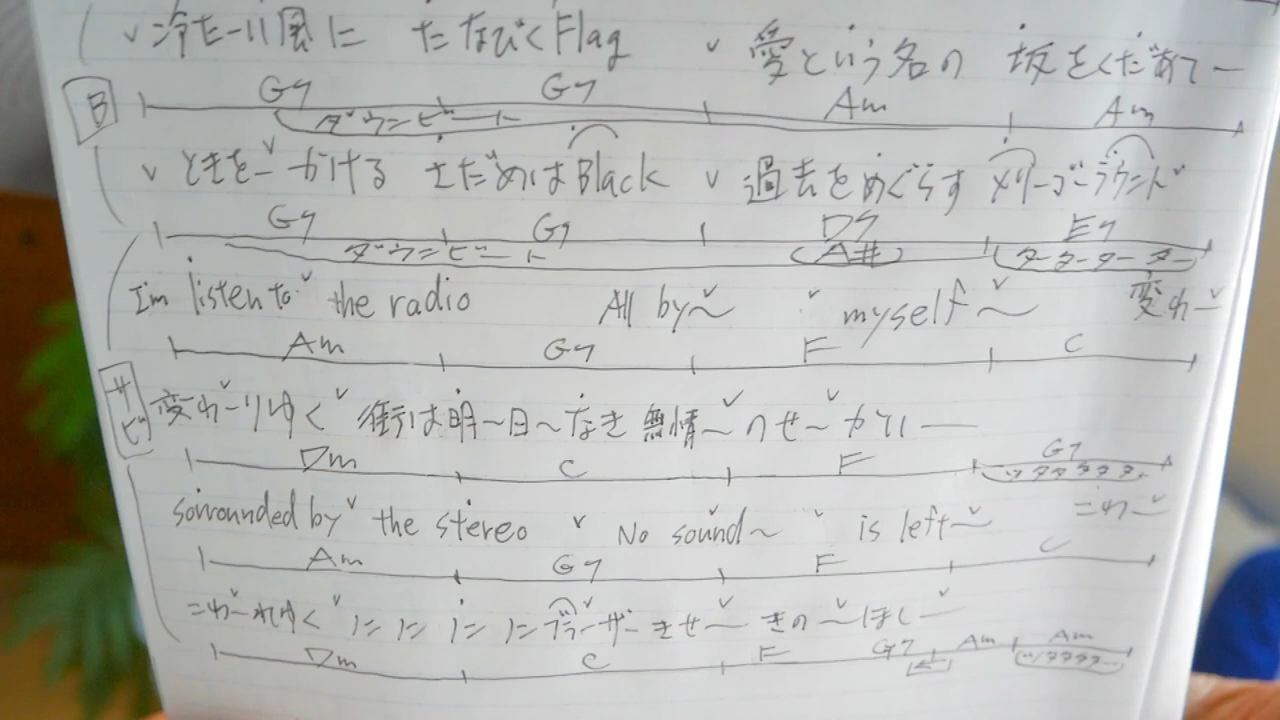 冷た〜い風に たなびくFlag 愛という名の 坂をくだあて〜
B G7 G7 Am Am
ダウンビート
ときを〜かける さだめはBlack 過去をめぐらす メリーゴーラウンド
G7 G7 D7 E7
ダウンビート (A#) ターターターター
I'm listen to the radio All by〜 myself〜 変わ〜
Am G7 F C
サビ 変わ〜りゆく 街は明〜日〜なき 無情〜のせ〜かい——
Dm C F G7
ッタタタタタ
sorrounded by the stereo No sound〜 is left〜 こわ〜
Am G7 F C
こわ〜れゆく ブラ〜ザー きせ〜きの〜ほし〜
Dm C F G7 Am Am
ッタタタタ…